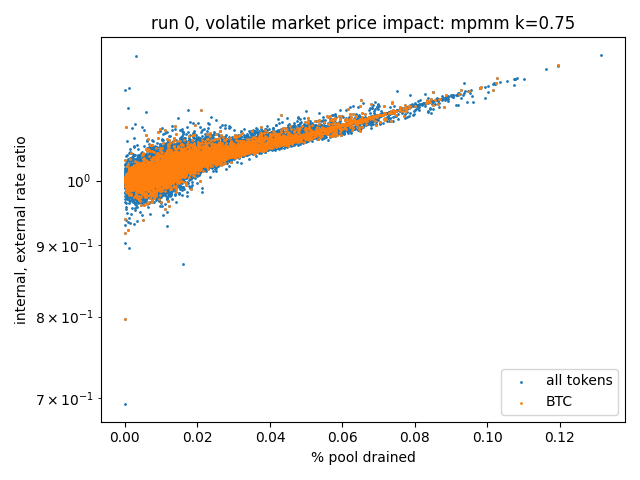 run 0, volatile market price impact: mpmm k=0.75
internal, external rate ratio
10⁰
9 × 10⁻¹
8 × 10⁻¹
7 × 10⁻¹
0.00 0.02 0.04 0.06 0.08 0.10 0.12
% pool drained
all tokens
BTC